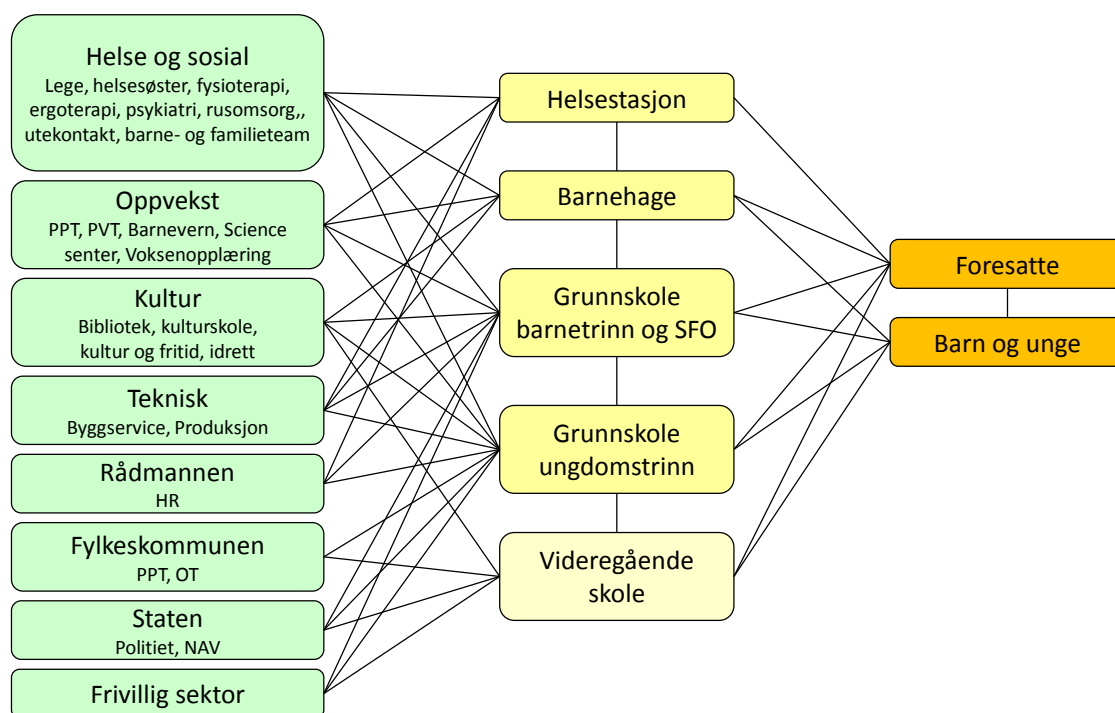 Helse og sosial
Lege, helsesøster, fysioterapi,
ergoterapi, psykiatri, rusomsorg,,
utekontakt, barne- og familieteam
Oppvekst
PPT, PVT, Barnevern, Science
senter, Voksenopplæring
Kultur
Bibliotek, kulturskole,
kultur og fritid, idrett
Teknisk
Byggservice, Produksjon
Rådmannen
HR
Fylkeskommunen
PPT, OT
Staten
Politiet, NAV
Frivillig sektor
Helsestasjon
Barnehage
Grunnskole
barnetrinn og SFO
Grunnskole
ungdomstrinn
Videregående
skole
Foresatte
Barn og unge